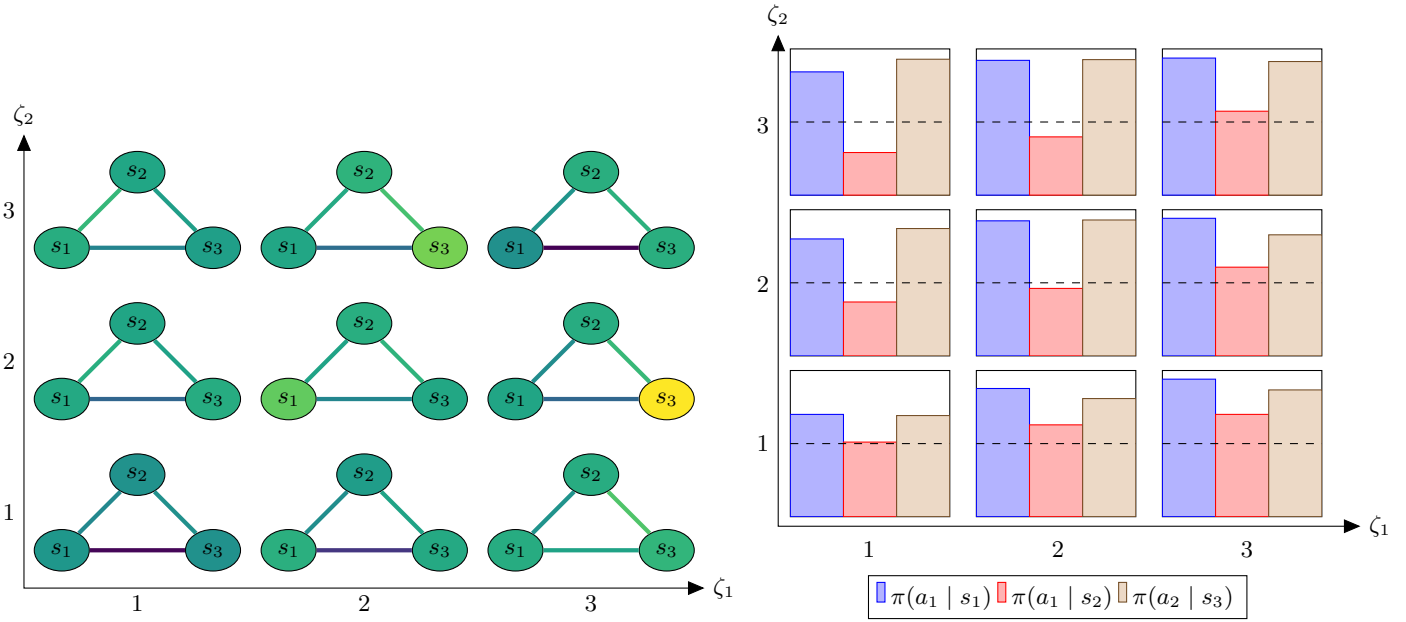 ζ₂
3
s₂
s₁ s₃
s₂
s₁ s₃
s₂
s₁ s₃
2
s₂
s₁ s₃
s₂
s₁ s₃
s₂
s₁ s₃
1
s₂
s₁ s₃
s₂
s₁ s₃
s₂
s₁ s₃
1 2 3
ζ₁
ζ₂
3
2
1
1 2 3
ζ₁
π(a₁ | s₁) π(a₁ | s₂) π(a₂ | s₃)